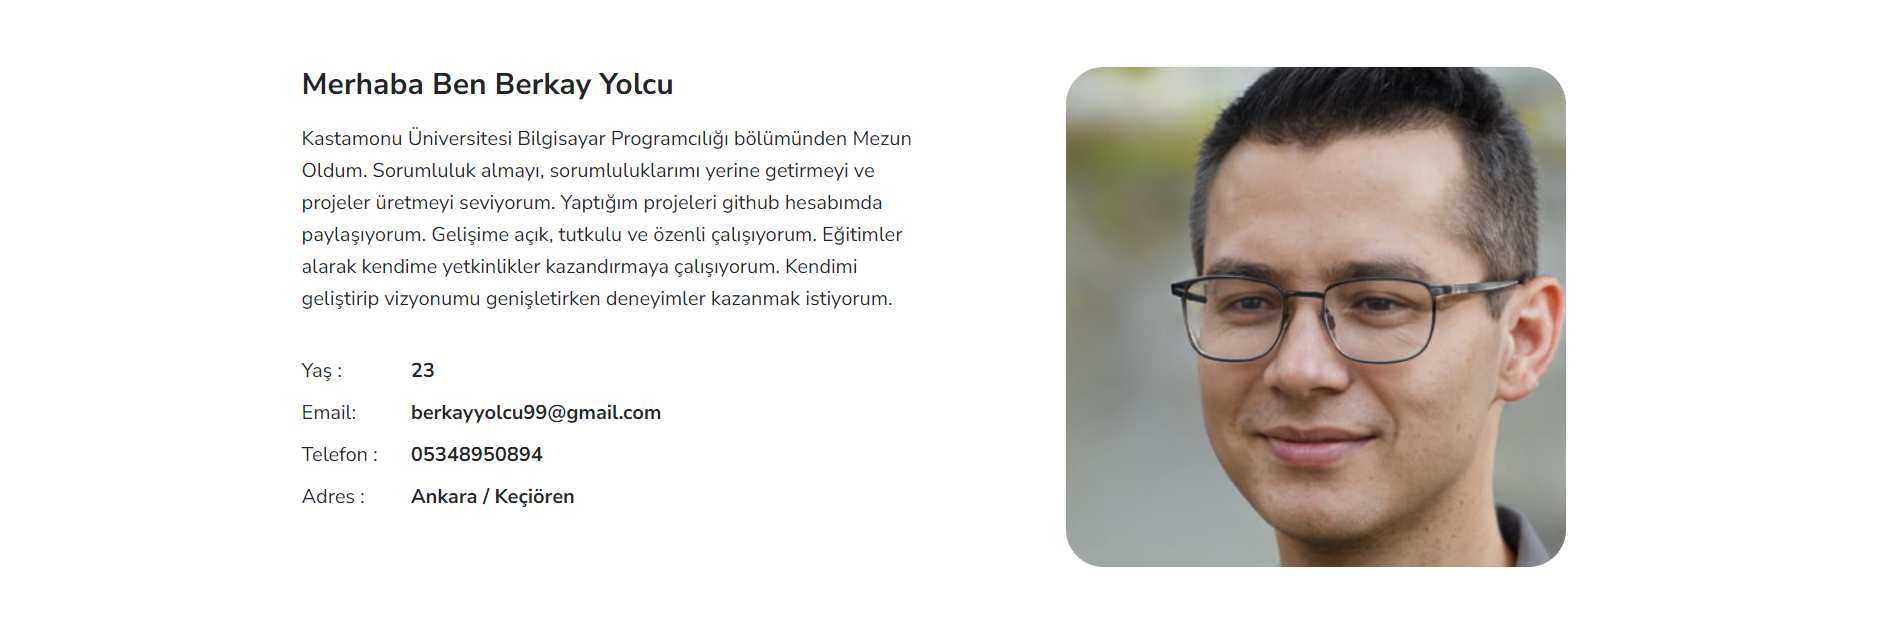 Merhaba Ben Berkay Yolcu
Kastamonu Üniversitesi Bilgisayar Programcılığı bölümünden Mezun
Oldum. Sorumluluk almayı, sorumluluklarımı yerine getirmeyi ve
projeler üretmeyi seviyorum. Yaptığım projeleri github hesabımda
paylaşıyorum. Gelişime açık, tutkulu ve özenli çalışıyorum. Eğitimler
alarak kendime yetkinlikler kazandırmaya çalışıyorum. Kendimi
geliştirip vizyonumu genişletirken deneyimler kazanmak istiyorum.
Yaş : 23
Email: berkayyolcu99@gmail.com
Telefon : 05348950894
Adres : Ankara / Keçiören